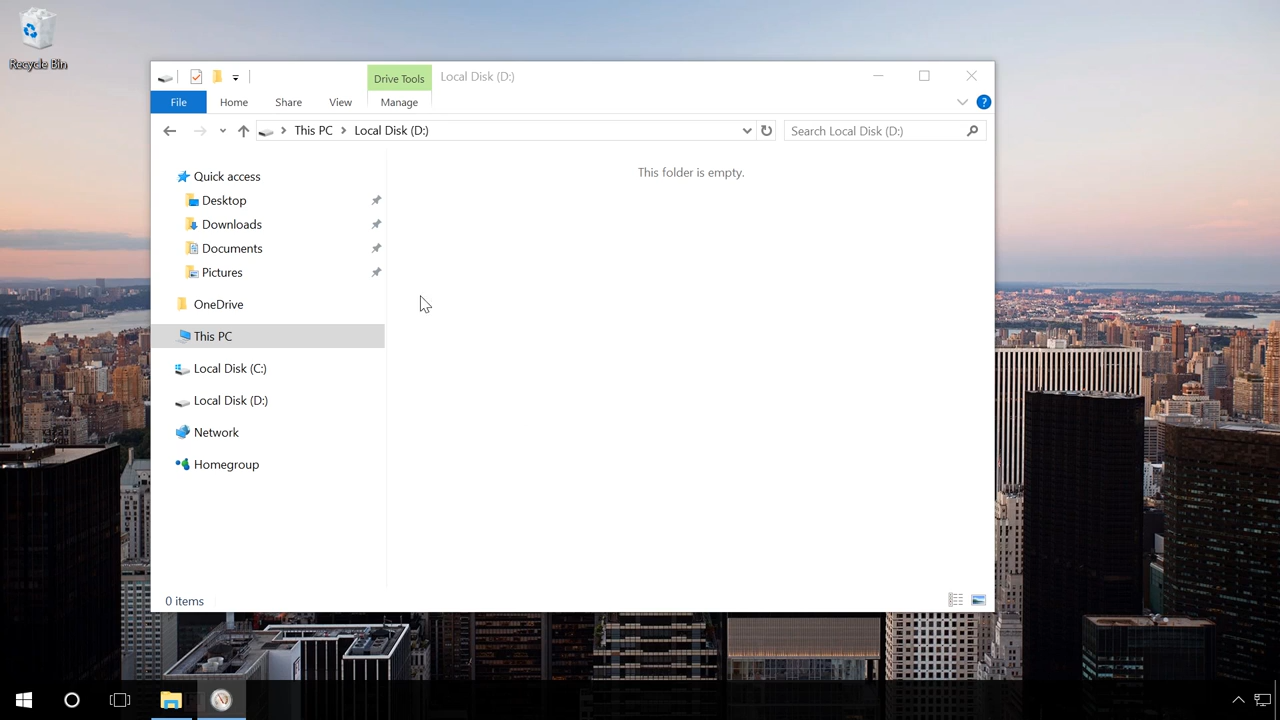 Recycle Bin
Drive Tools
Local Disk (D:)
File
Home
Share
View
Manage
?
This PC
Local Disk (D:)
Search Local Disk (D:)
Quick access
Desktop
Downloads
Documents
Pictures
OneDrive
This PC
Local Disk (C:)
Local Disk (D:)
Network
Homegroup
This folder is empty.
0 items